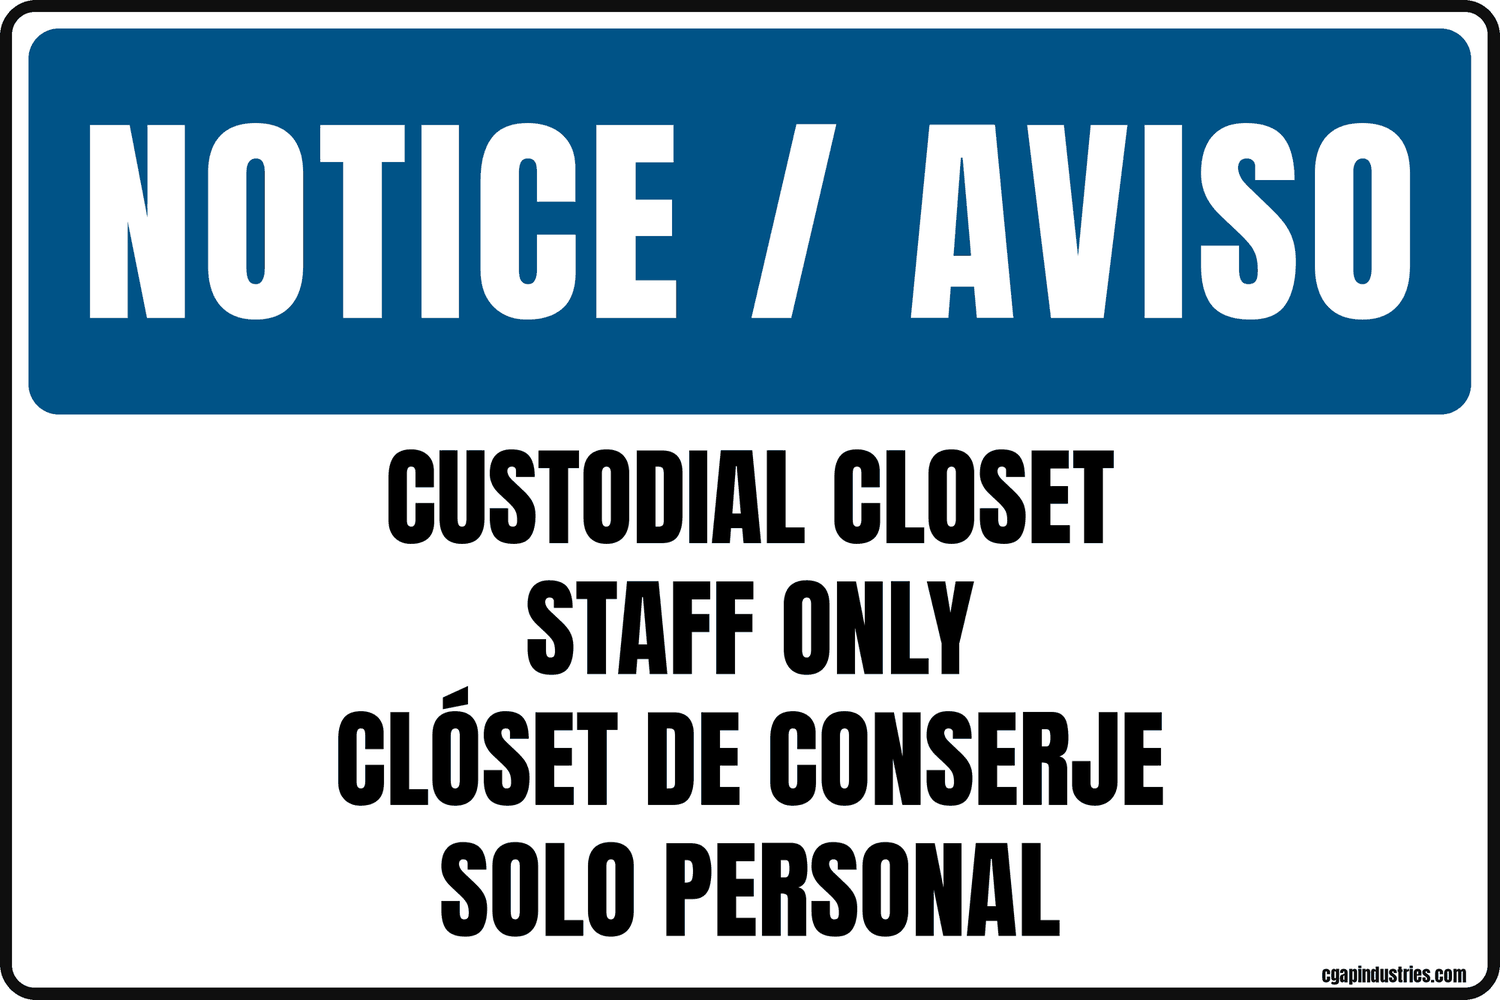 NOTICE / AVISO
CUSTODIAL CLOSET
STAFF ONLY
CLÓSET DE CONSERJE
SOLO PERSONAL
cgapindustries.com